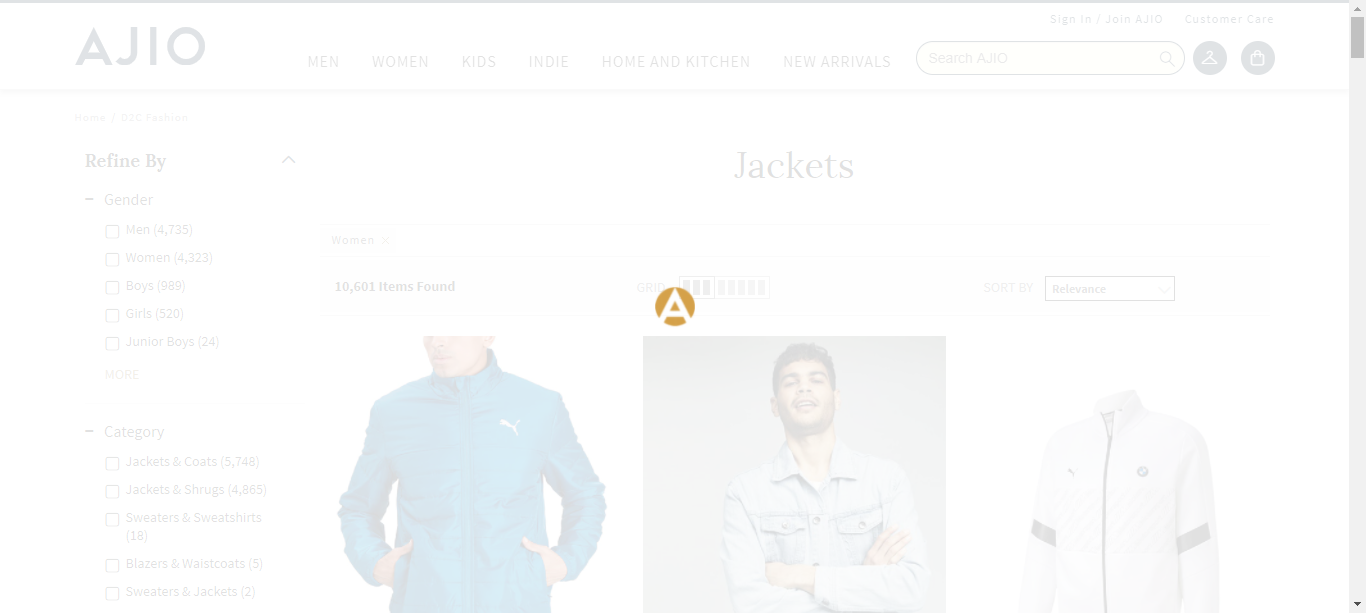 Sign In / Join AJIO Customer Care
AJIO
MEN WOMEN KIDS INDIE HOME AND KITCHEN NEW ARRIVALS Search AJIO
Home / D2C Fashion
Refine By
Jackets
Gender
Men (4,735)
Women (4,323)
Boys (989)
Girls (520)
Junior Boys (24)
MORE
Women
10,601 Items Found GRID SORT BY Relevance
Category
Jackets & Coats (5,748)
Jackets & Shrugs (4,865)
Sweaters & Sweatshirts
(18)
Blazers & Waistcoats (5)
Sweaters & Jackets (2)